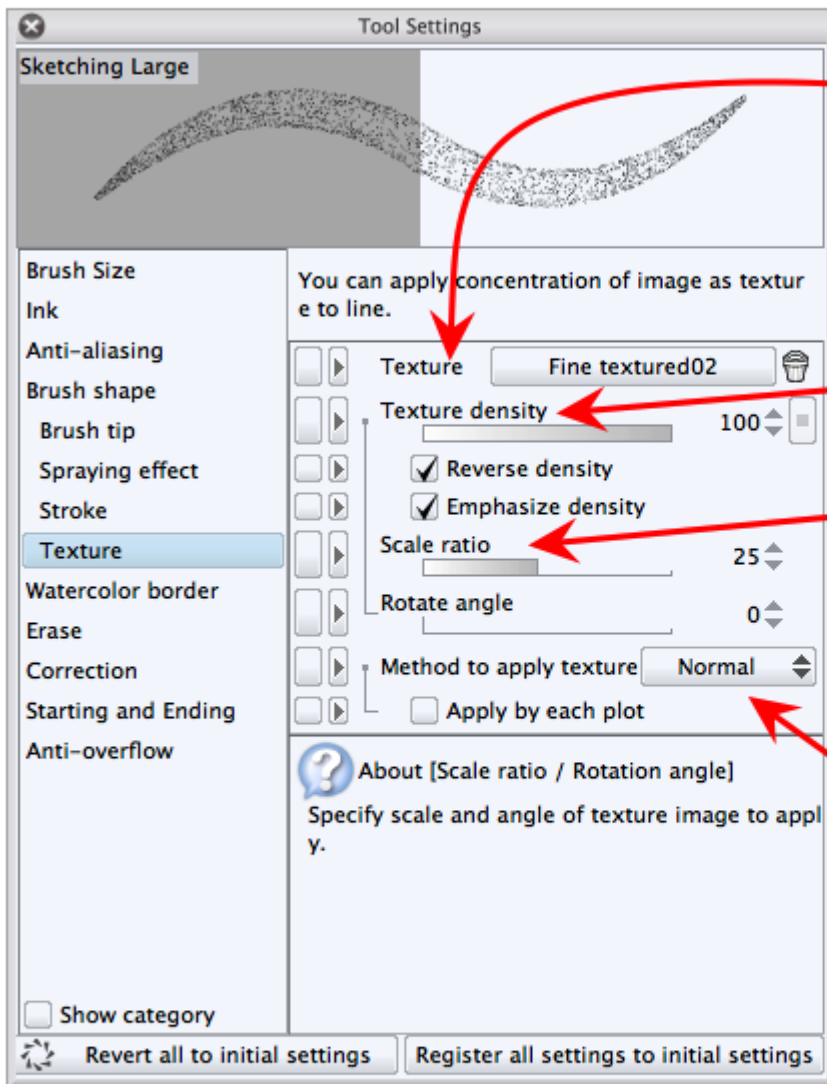 Tool Settings
Sketching Large
Brush Size
Ink
Anti-aliasing
Brush shape
Brush tip
Spraying effect
Stroke
Texture
Watercolor border
Erase
Correction
Starting and Ending
Anti-overflow
Show category
You can apply concentration of image as textur
e to line.
Texture Fine textured02
Texture density 100
Reverse density
Emphasize density
Scale ratio 25
Rotate angle 0
Method to apply texture Normal
Apply by each plot
? About [Scale ratio / Rotation angle]
Specify scale and angle of texture image to appl
y.
Revert all to initial settings Register all settings to initial settings